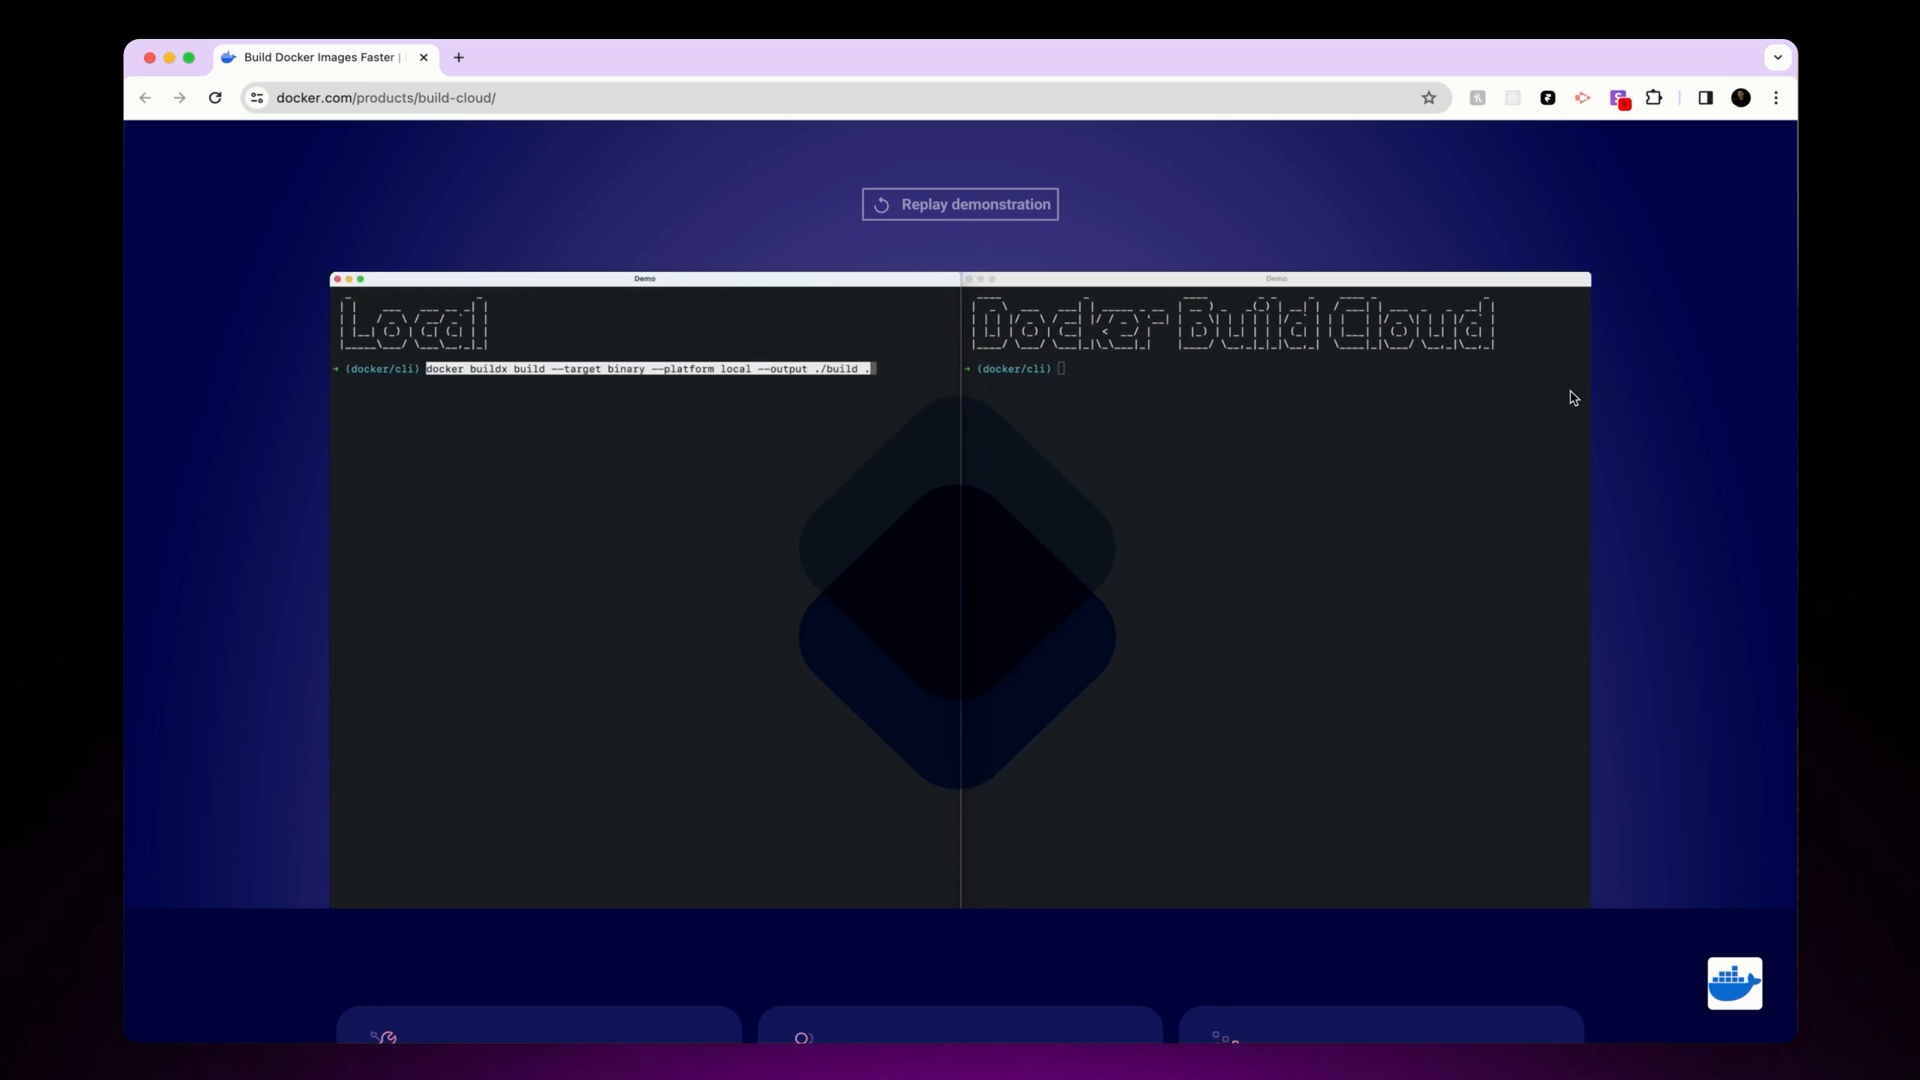 Build Docker Images Faster |
docker.com/products/build-cloud/
Replay demonstration
Demo
Demo
Local
Docker Build Cloud
→ (docker/cli) docker buildx build --target binary --platform local --output ./build .
→ (docker/cli)